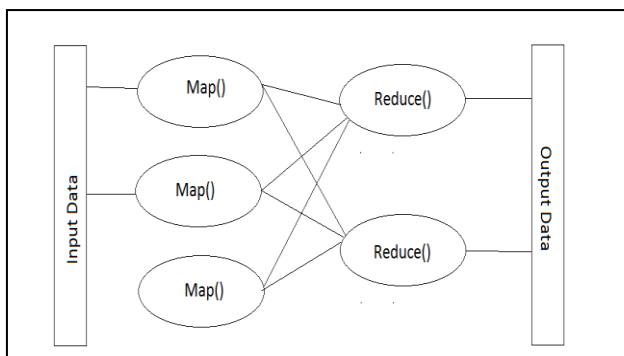 Input Data
Map()
Map()
Map()
Reduce()
Reduce()
Output Data